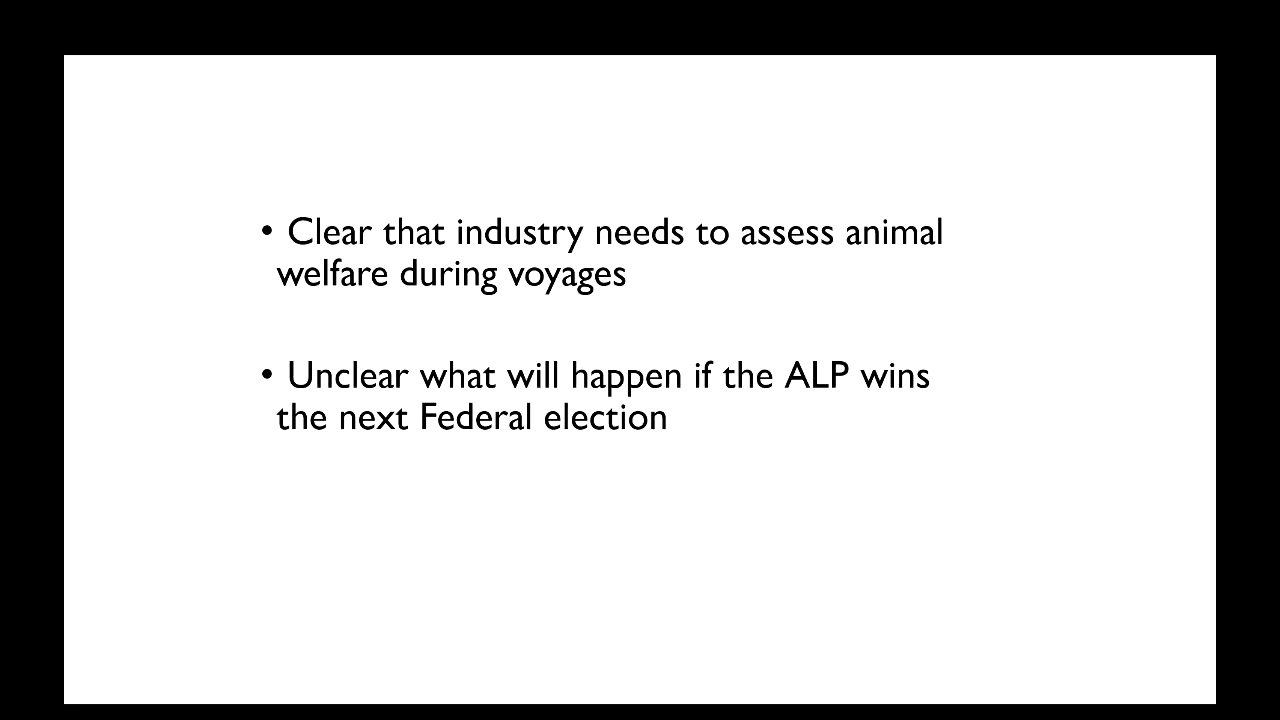 • Clear that industry needs to assess animal
welfare during voyages
• Unclear what will happen if the ALP wins
the next Federal election